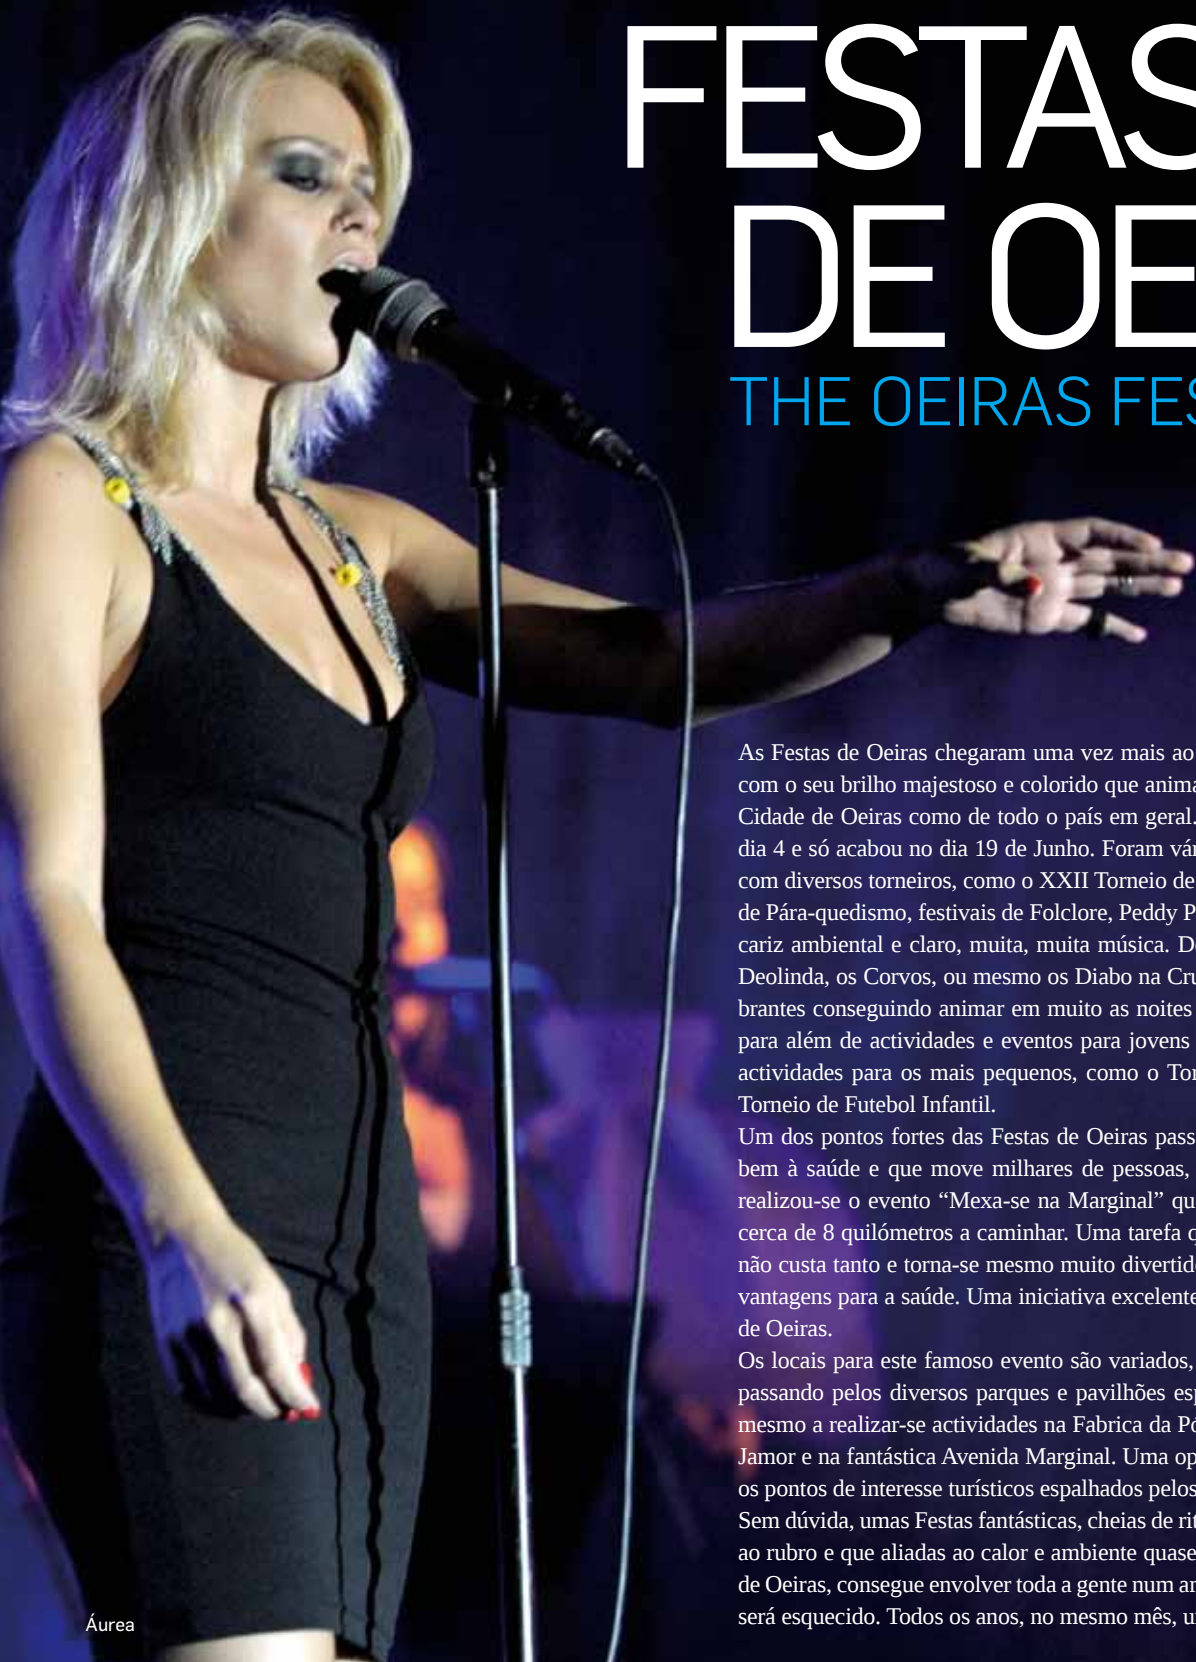 FESTAS
DE OE
THE OEIRAS FES
As Festas de Oeiras chegaram uma vez mais ao
com o seu brilho majestoso e colorido que anima
Cidade de Oeiras como de todo o país em geral.
dia 4 e só acabou no dia 19 de Junho. Foram vár
com diversos torneiros, como o XXII Torneio de
de Pára-quedismo, festivais de Folclore, Peddy P
cariz ambiental e claro, muita, muita música. De
Deolinda, os Corvos, ou mesmo os Diabo na Cru
brantes conseguindo animar em muito as noites
para além de actividades e eventos para jovens
actividades para os mais pequenos, como o Tor
Torneio de Futebol Infantil.
Um dos pontos fortes das Festas de Oeiras pass
bem à saúde e que move milhares de pessoas,
realizou-se o evento “Mexa-se na Marginal” qu
cerca de 8 quilómetros a caminhar. Uma tarefa q
não custa tanto e torna-se mesmo muito divertido
vantagens para a saúde. Uma iniciativa excelente
de Oeiras.
Os locais para este famoso evento são variados,
passando pelos diversos parques e pavilhões esp
mesmo a realizar-se actividades na Fabrica da Pó
Jamor e na fantástica Avenida Marginal. Uma op
os pontos de interesse turísticos espalhados pelos
Sem dúvida, umas Festas fantásticas, cheias de rit
ao rubro e que aliadas ao calor e ambiente quase
de Oeiras, consegue envolver toda a gente num am
será esquecido. Todos os anos, no mesmo mês, u
Áurea